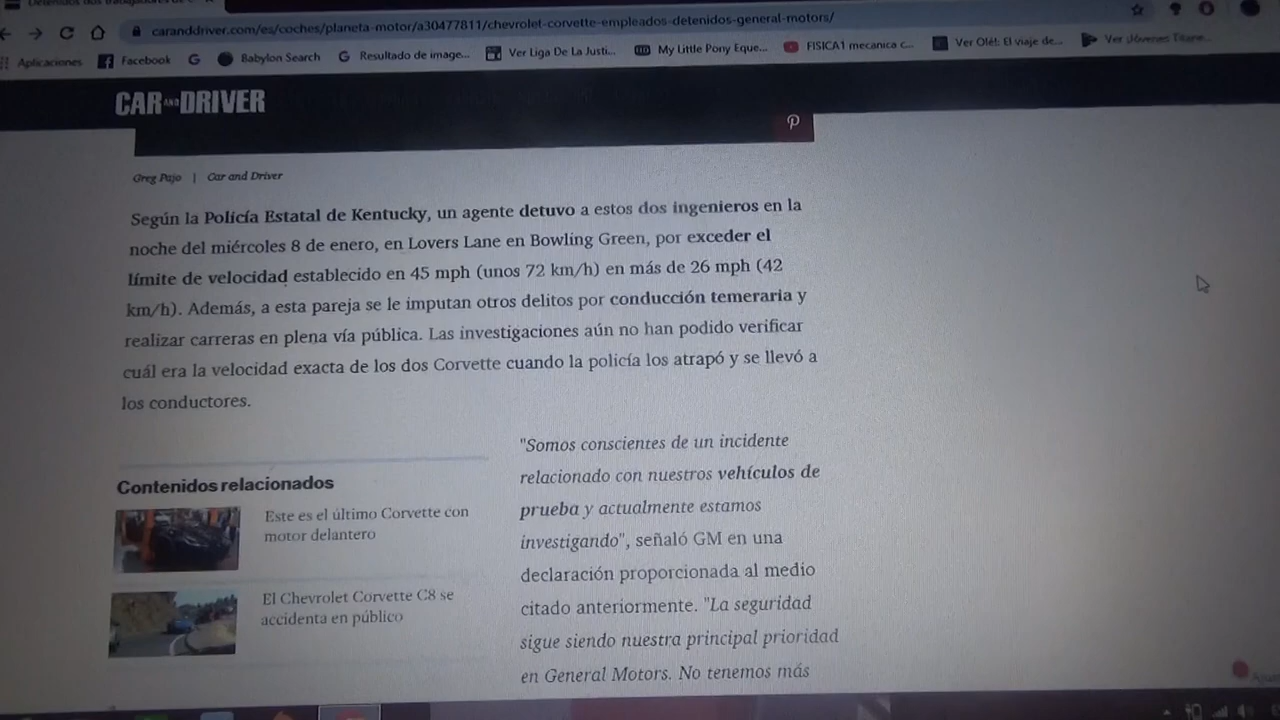 caranddriver.com/es/coches/planeta-motor/a30477811/chevrolet-corvette-empleados-detenidos-general-motors/
Aplicaciones Facebook Babylon Search Resultado de image... Ver Liga De La Justi... My Little Pony Eque... FISICA1 mecanica c... Ver Olé!: El viaje de... Ver ¡Jóvenes Titane...
CAR AND DRIVER
Greg Pajo | Car and Driver
Según la Policía Estatal de Kentucky, un agente detuvo a estos dos ingenieros en la
noche del miércoles 8 de enero, en Lovers Lane en Bowling Green, por exceder el
límite de velocidad establecido en 45 mph (unos 72 km/h) en más de 26 mph (42
km/h). Además, a esta pareja se le imputan otros delitos por conducción temeraria y
realizar carreras en plena vía pública. Las investigaciones aún no han podido verificar
cuál era la velocidad exacta de los dos Corvette cuando la policía los atrapó y se llevó a
los conductores.
Contenidos relacionados
Este es el último Corvette con
motor delantero
El Chevrolet Corvette C8 se
accidenta en público
"Somos conscientes de un incidente
relacionado con nuestros vehículos de
prueba y actualmente estamos
investigando", señaló GM en una
declaración proporcionada al medio
citado anteriormente. "La seguridad
sigue siendo nuestra principal prioridad
en General Motors. No tenemos más